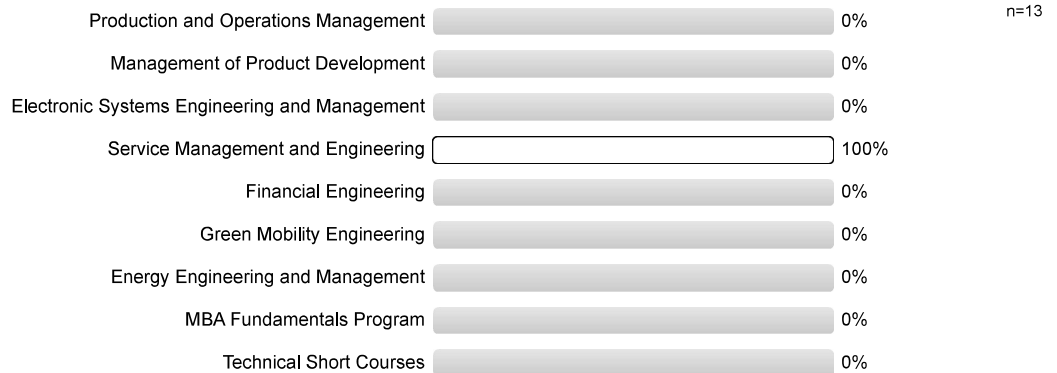 Production and Operations Management 0% n=13
Management of Product Development 0%
Electronic Systems Engineering and Management 0%
Service Management and Engineering 100%
Financial Engineering 0%
Green Mobility Engineering 0%
Energy Engineering and Management 0%
MBA Fundamentals Program 0%
Technical Short Courses 0%